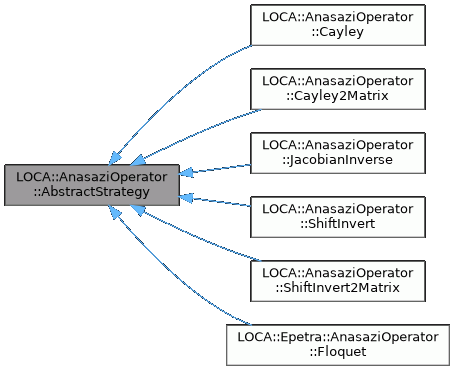 LOCA::AnasaziOperator
::Cayley
LOCA::AnasaziOperator
::Cayley2Matrix
LOCA::AnasaziOperator
::JacobianInverse
LOCA::AnasaziOperator
::AbstractStrategy
LOCA::AnasaziOperator
::ShiftInvert
LOCA::AnasaziOperator
::ShiftInvert2Matrix
LOCA::Epetra::AnasaziOperator
::Floquet